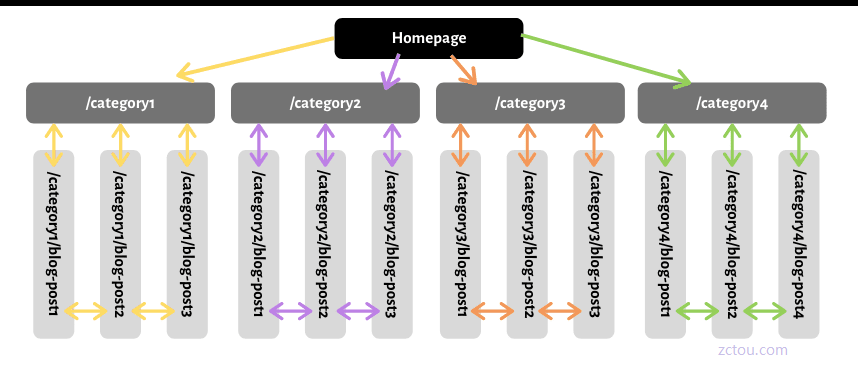 Homepage
/category1
/category2
/category3
/category4
/category1/blog-post1
/category1/blog-post2
/category1/blog-post3
/category2/blog-post1
/category2/blog-post2
/category2/blog-post3
/category3/blog-post1
/category3/blog-post2
/category3/blog-post3
/category4/blog-post1
/category4/blog-post2
/category4/blog-post4
zctou.com